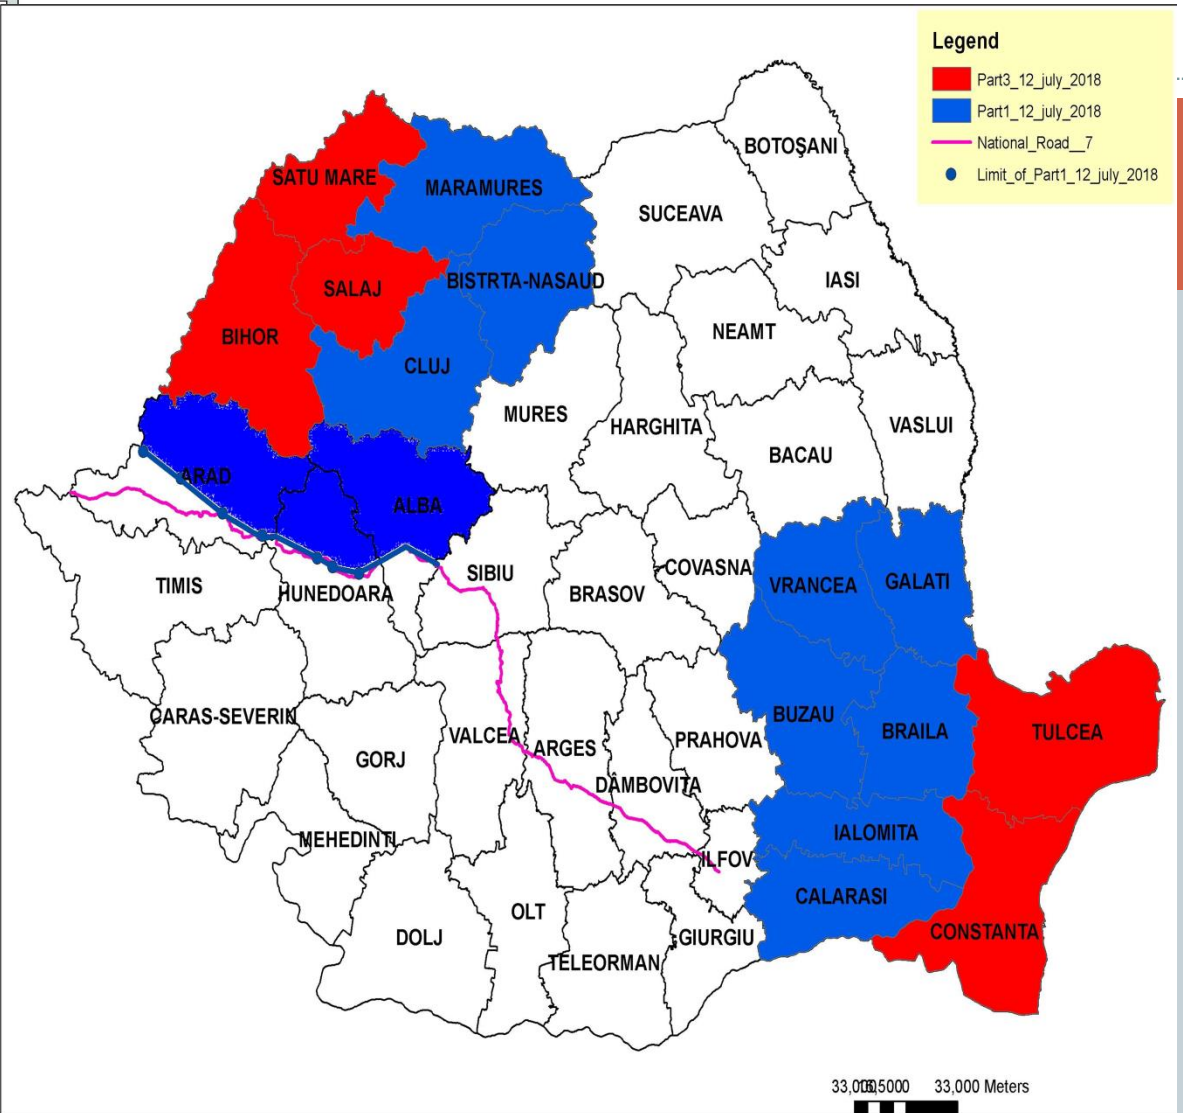 Legend
Part3_12_july_2018
Part1_12_july_2018
National_Road__7
Limit_of_Part1_12_july_2018
BOTOŞANI
SATU MARE
MARAMURES
SUCEAVA
SALAJ
BISTRTA-NASAUD
IASI
BIHOR
NEAMT
CLUJ
MURES
HARGHITA
VASLUI
BACAU
ARAD
ALBA
SIBIU
COVASNA
TIMIS
HUNEDOARA
BRASOV
VRANCEA
GALATI
CARAS-SEVERIN
BUZAU
BRAILA
TULCEA
VALCEA
ARGES
PRAHOVA
GORJ
DÂMBOVIŢA
MEHEDINTI
IALOMITA
ILFOV
CALARASI
OLT
DOLJ
GIURGIU
CONSTANTA
TELEORMAN
33,000 Meters